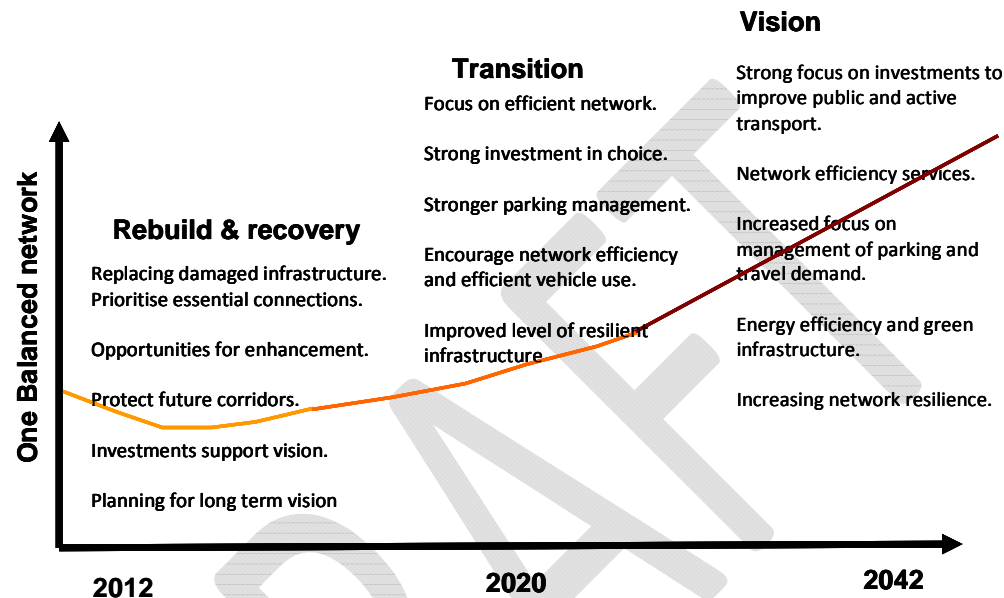 Vision
Strong focus on investments to
improve public and active
transport.
Network efficiency services.
Increased focus on
management of parking and
travel demand.
Energy efficiency and green
infrastructure.
Increasing network resilience.
Transition
Focus on efficient network.
Strong investment in choice.
Stronger parking management.
Encourage network efficiency
and efficient vehicle use.
Improved level of resilient
infrastructure
Rebuild & recovery
Replacing damaged infrastructure.
Prioritise essential connections.
Opportunities for enhancement.
Protect future corridors.
Investments support vision.
Planning for long term vision
One Balanced network
2012
2020
2042
DRAFT